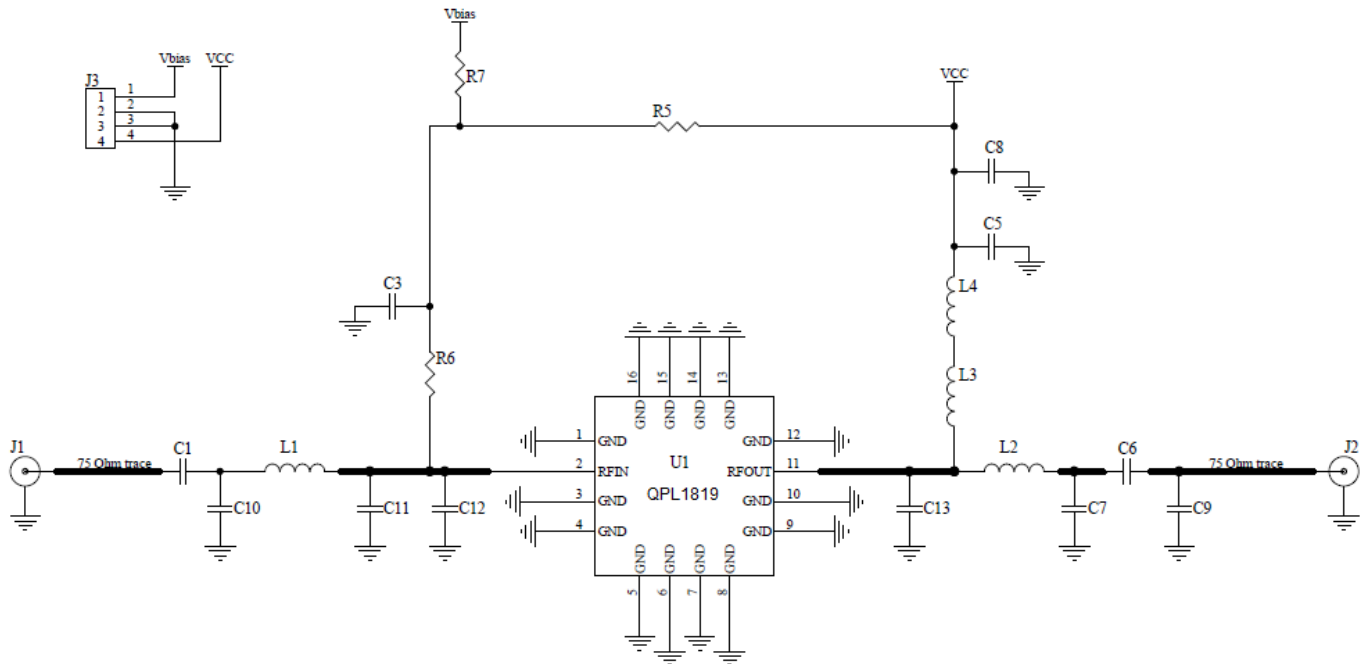 Vbias
R7
Vbias VCC
J3
1 1
2 2
3 3
4 4
VCC
R5
C8
C5
L4
C3
R6
L3
16 15 14 13
GND GND GND GND
J1
75 Ohm trace
C1
L1
1 GND
2 RFIN
3 GND
4 GND
U1
QPL1819
GND 12
RFOUT 11
GND 10
GND 9
L2
C6
75 Ohm trace
J2
C10
C11
C12
C13
C7
C9
GND GND GND GND
5 6 7 8